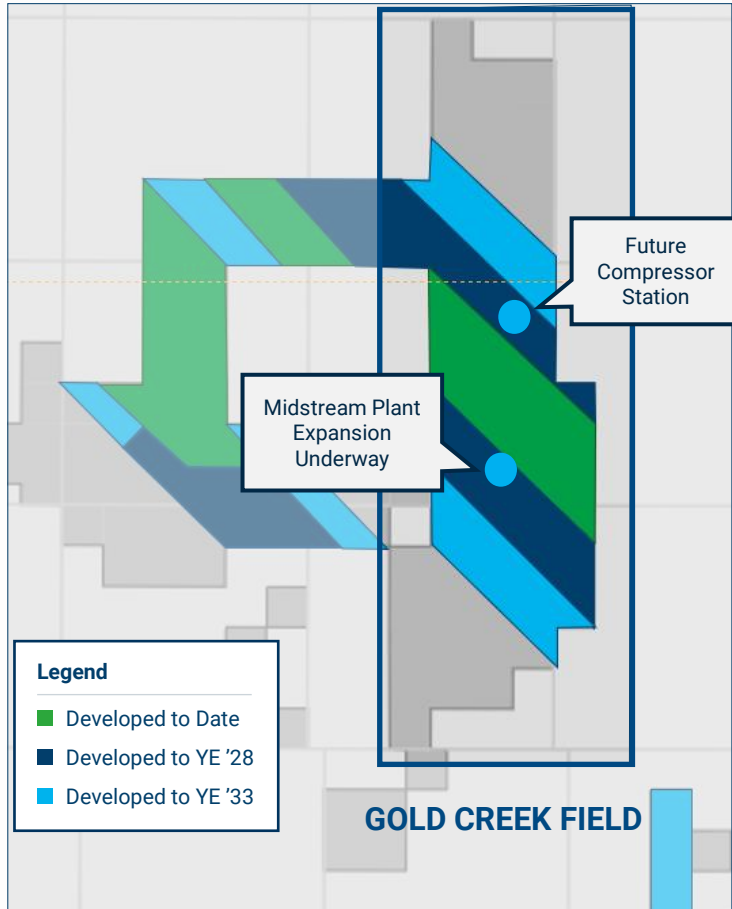 Future
Compressor
Station
Midstream Plant
Expansion
Underway
Legend
Developed to Date
Developed to YE ’28
Developed to YE ’33
GOLD CREEK FIELD